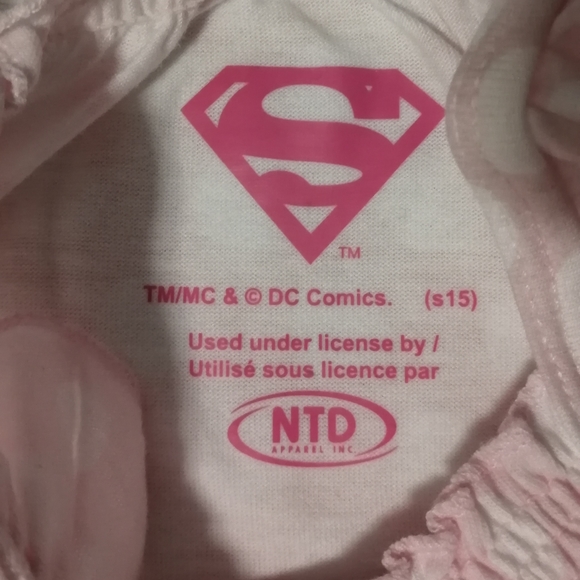 S
TM
TM/MC & © DC Comics. (s15)
Used under license by /
Utilisé sous licence par
NTD
APPAREL INC.